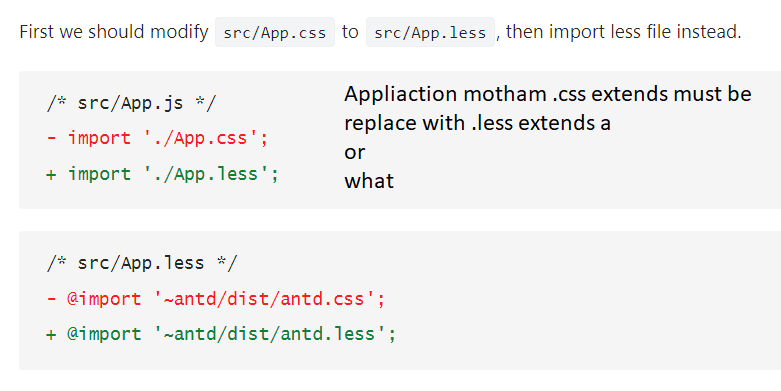 First we should modify src/App.css to src/App.less , then import less file instead.
/* src/App.js */
- import './App.css';
+ import './App.less';
Appliaction motham .css extends must be
replace with .less extends a
or
what
/* src/App.less */
- @import '~antd/dist/antd.css';
+ @import '~antd/dist/antd.less';